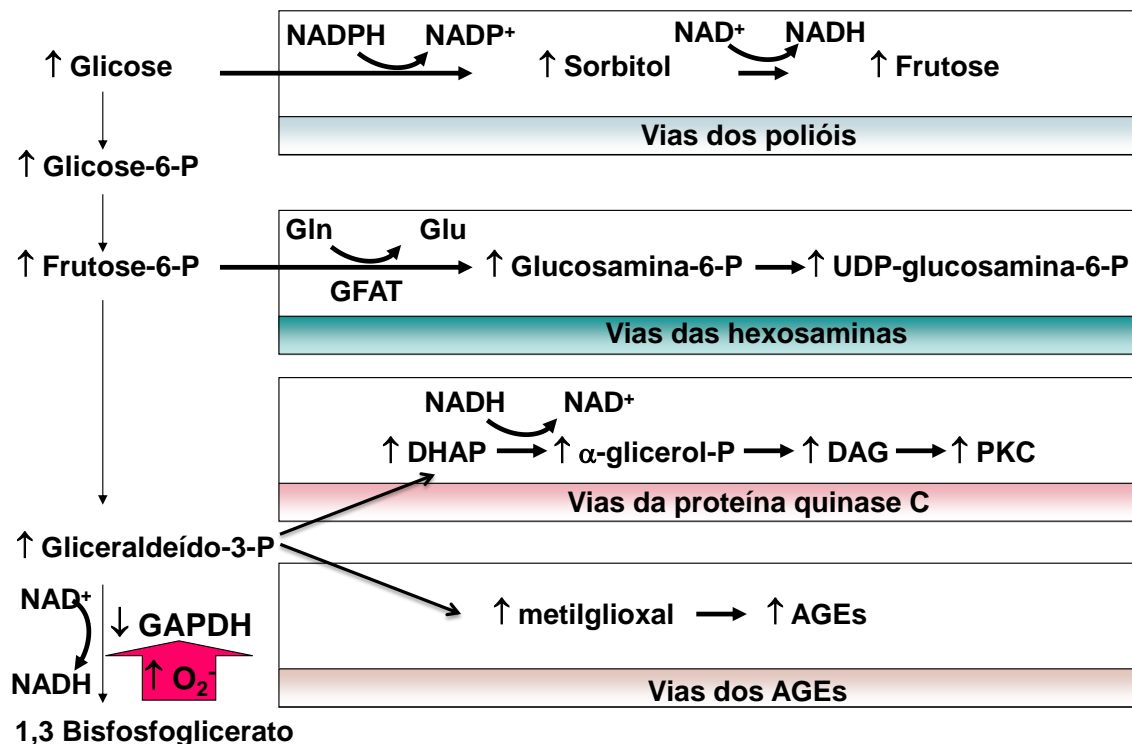 NADPH NADP⁺ NAD⁺ NADH
↑ Glicose ↑ Sorbitol ↑ Frutose
Vias dos polióis
↑ Glicose-6-P
Gln Glu
↑ Frutose-6-P ↑ Glucosamina-6-P ↑ UDP-glucosamina-6-P
GFAT
Vias das hexosaminas
NADH NAD⁺
↑ DHAP ↑ α-glicerol-P ↑ DAG ↑ PKC
Vias da proteína quinase C
↑ Gliceraldeído-3-P
NAD⁺
↓ GAPDH
↑ metilglioxal ↑ AGEs
NADH
↑ O₂⁻
Vias dos AGEs
1,3 Bisfosfoglicerato